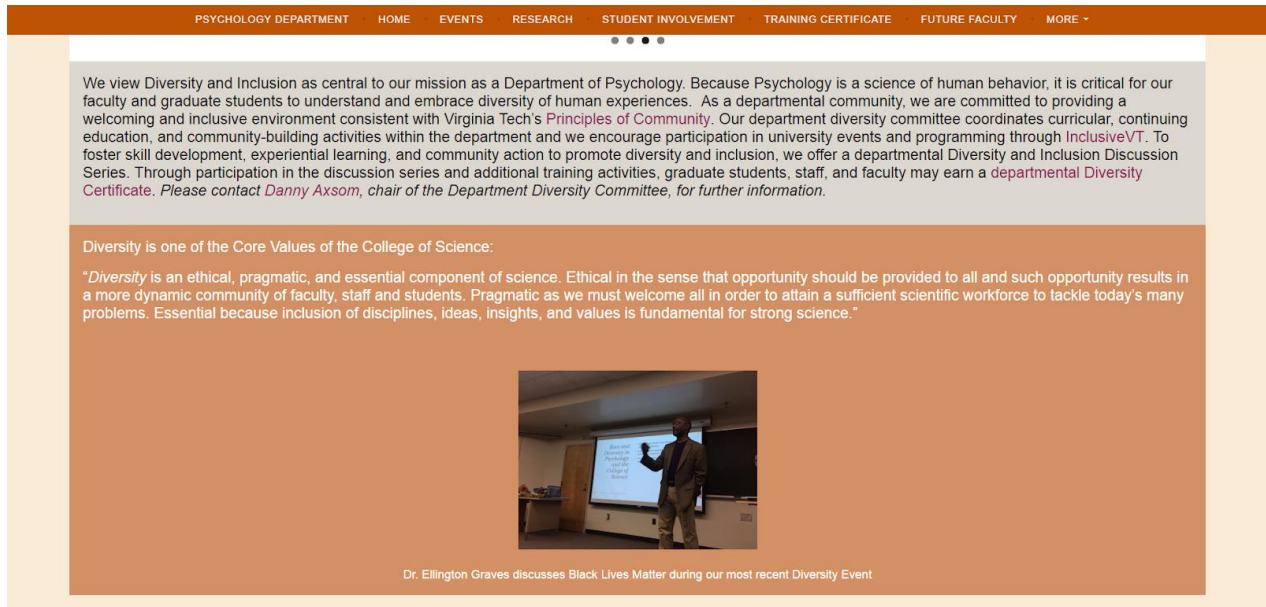 PSYCHOLOGY DEPARTMENT HOME EVENTS RESEARCH STUDENT INVOLVEMENT TRAINING CERTIFICATE FUTURE FACULTY MORE
We view Diversity and Inclusion as central to our mission as a Department of Psychology. Because Psychology is a science of human behavior, it is critical for our
faculty and graduate students to understand and embrace diversity of human experiences.  As a departmental community, we are committed to providing a
welcoming and inclusive environment consistent with Virginia Tech's Principles of Community. Our department diversity committee coordinates curricular, continuing
education, and community-building activities within the department and we encourage participation in university events and programming through InclusiveVT. To
foster skill development, experiential learning, and community action to promote diversity and inclusion, we offer a departmental Diversity and Inclusion Discussion
Series. Through participation in the discussion series and additional training activities, graduate students, staff, and faculty may earn a departmental Diversity
Certificate. Please contact Danny Axsom, chair of the Department Diversity Committee, for further information.
Diversity is one of the Core Values of the College of Science:
“Diversity is an ethical, pragmatic, and essential component of science. Ethical in the sense that opportunity should be provided to all and such opportunity results in
a more dynamic community of faculty, staff and students. Pragmatic as we must welcome all in order to attain a sufficient scientific workforce to tackle today's many
problems. Essential because inclusion of disciplines, ideas, insights, and values is fundamental for strong science.”
Race and
Diversity in
Psychology
and the
College of
Science
Dr. Ellington Graves discusses Black Lives Matter during our most recent Diversity Event